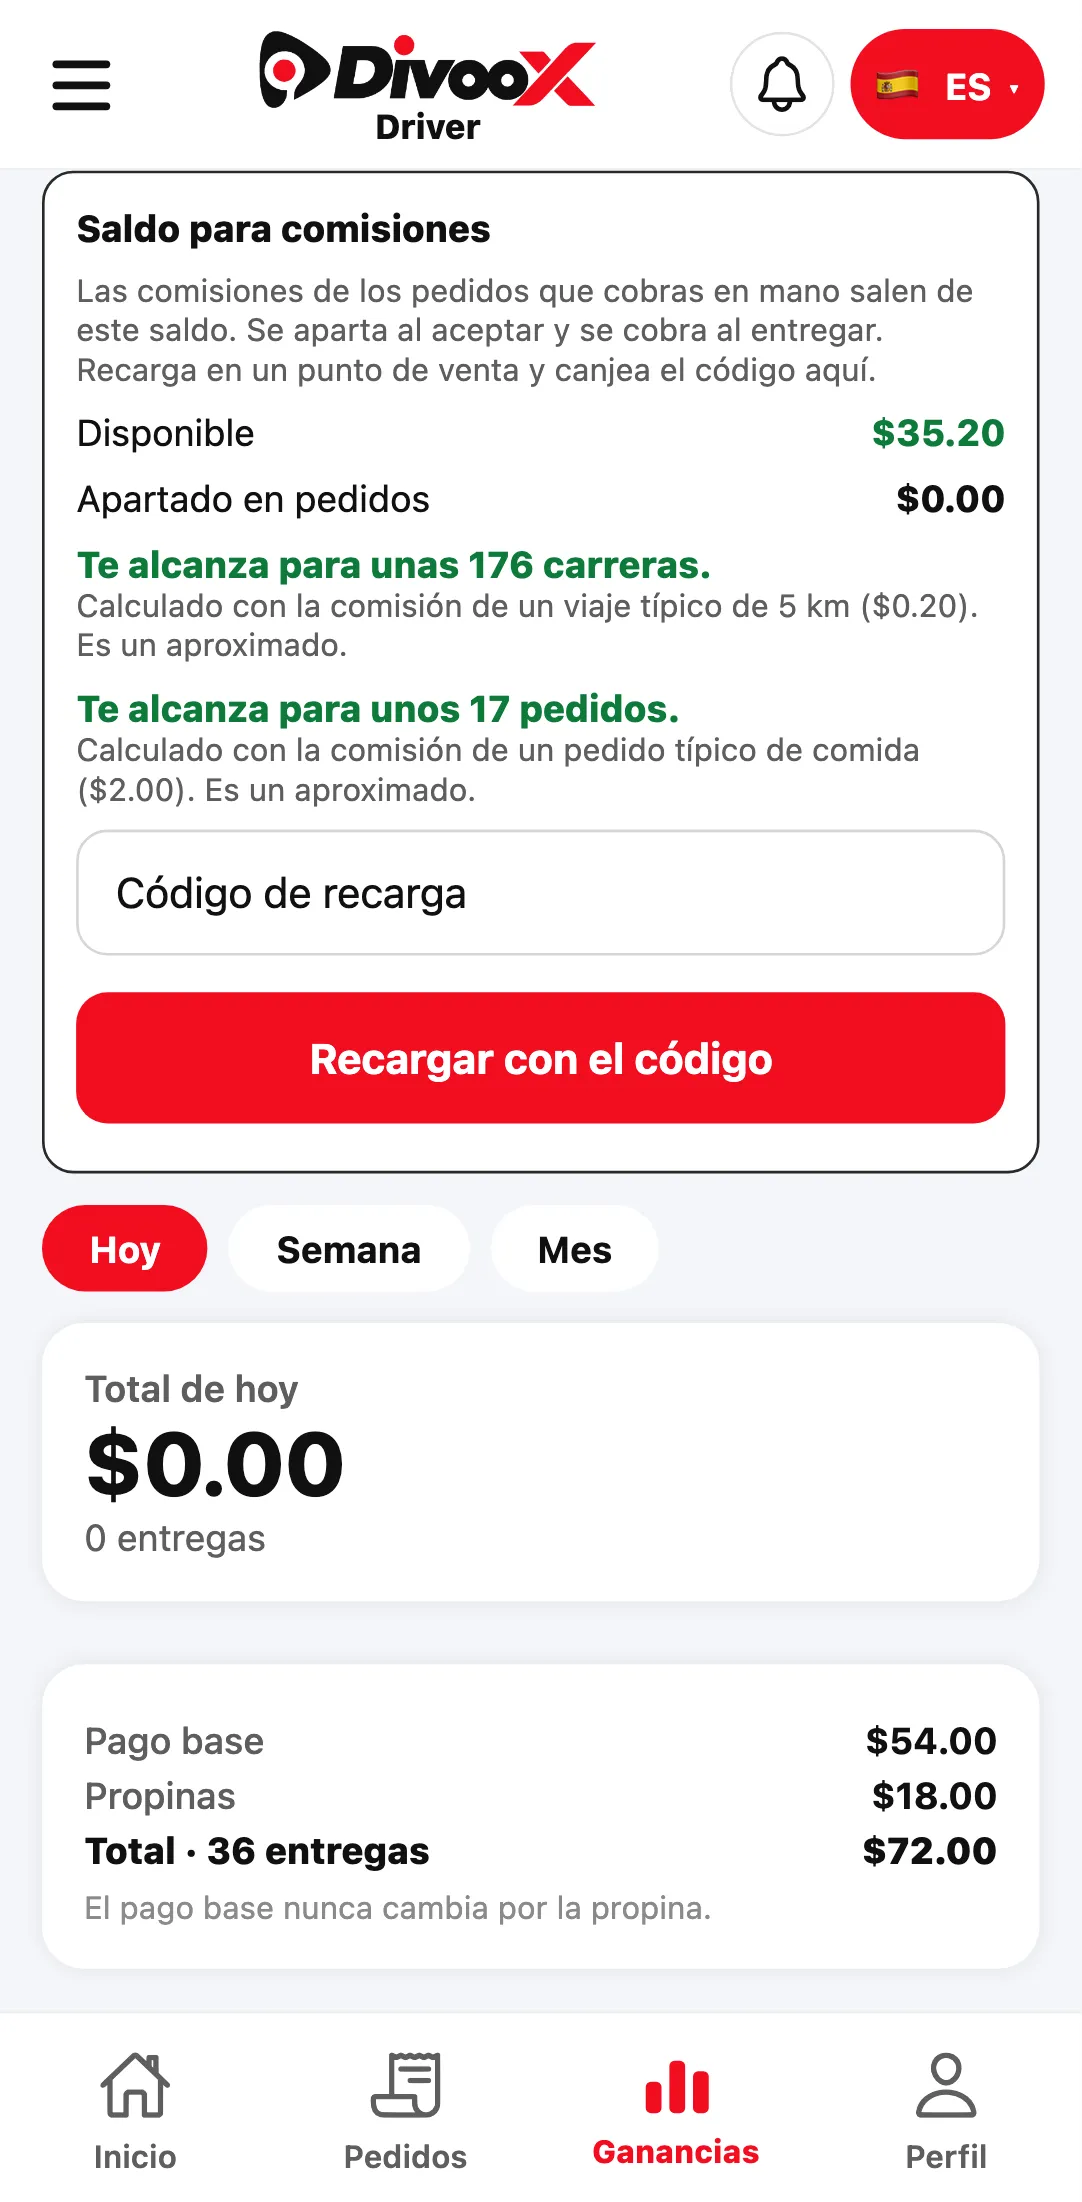 DivooX
Driver
ES
Saldo para comisiones
Las comisiones de los pedidos que cobras en mano salen de
este saldo. Se aparta al aceptar y se cobra al entregar.
Recarga en un punto de venta y canjea el código aquí.
Disponible $35.20
Apartado en pedidos $0.00
Te alcanza para unas 176 carreras.
Calculado con la comisión de un viaje típico de 5 km ($0.20).
Es un aproximado.
Te alcanza para unos 17 pedidos.
Calculado con la comisión de un pedido típico de comida
($2.00). Es un aproximado.
Código de recarga
Recargar con el código
Hoy Semana Mes
Total de hoy
$0.00
0 entregas
Pago base $54.00
Propinas $18.00
Total · 36 entregas $72.00
El pago base nunca cambia por la propina.
Inicio Pedidos Ganancias Perfil